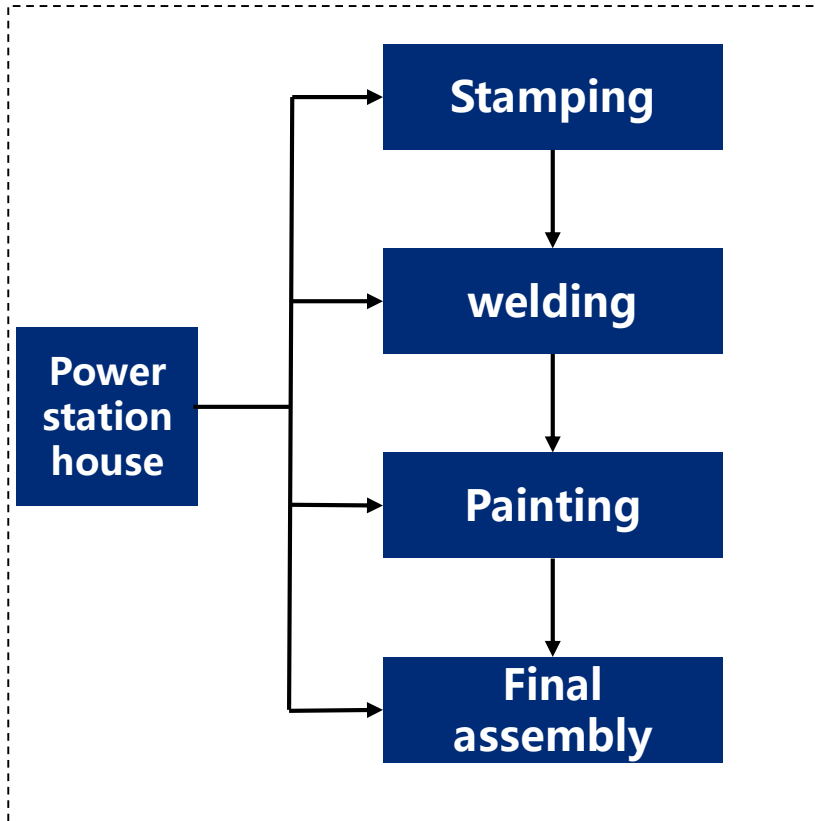 Stamping
welding
Power
station
house
Painting
Final
assembly